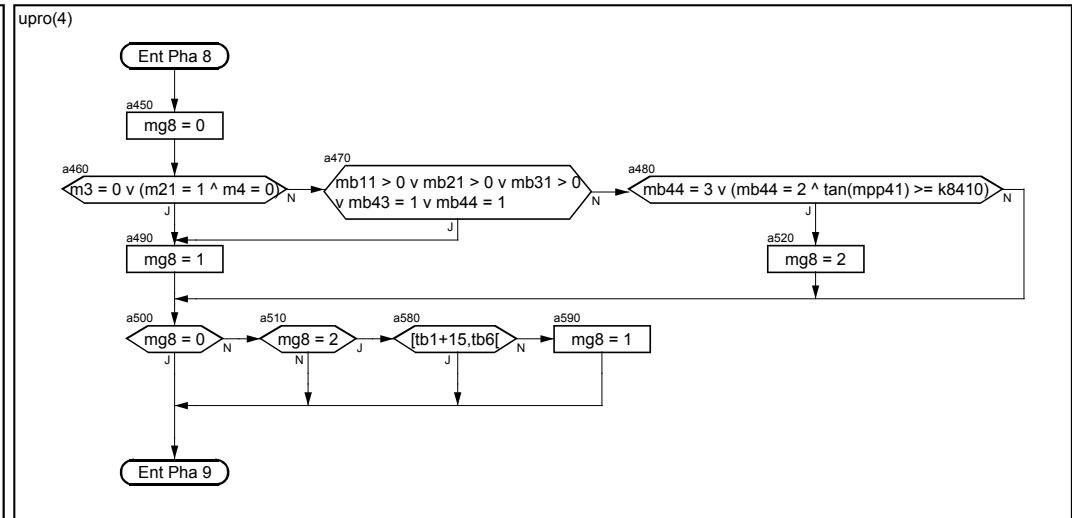 upro(4)
Ent Pha 8
a450
mg8 = 0
a460
m3 = 0 v (m21 = 1 ^ m4 = 0)
N
J
a470
mb11 > 0 v mb21 > 0 v mb31 > 0
v mb43 = 1 v mb44 = 1
N
J
a480
mb44 = 3 v (mb44 = 2 ^ tan(mpp41) >= k8410)
N
J
a490
mg8 = 1
a520
mg8 = 2
a500
mg8 = 0
N
J
a510
mg8 = 2
J
N
a580
[tb1+15,tb6[
N
J
a590
mg8 = 1
Ent Pha 9